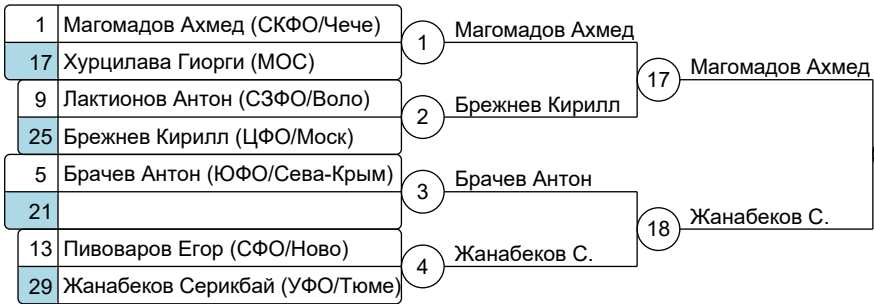 1 Магомадов Ахмед (СКФО/Чече)
17 Хурцилава Гиорги (МОС)
9 Лактионов Антон (СЗФО/Воло)
25 Брежнев Кирилл (ЦФО/Моск)
5 Брачев Антон (ЮФО/Сева-Крым)
21
13 Пивоваров Егор (СФО/Ново)
29 Жанабеков Серикбай (УФО/Тюме)
1 Магомадов Ахмед
2 Брежнев Кирилл
3 Брачев Антон
4 Жанабеков С.
17 Магомадов Ахмед
18 Жанабеков С.